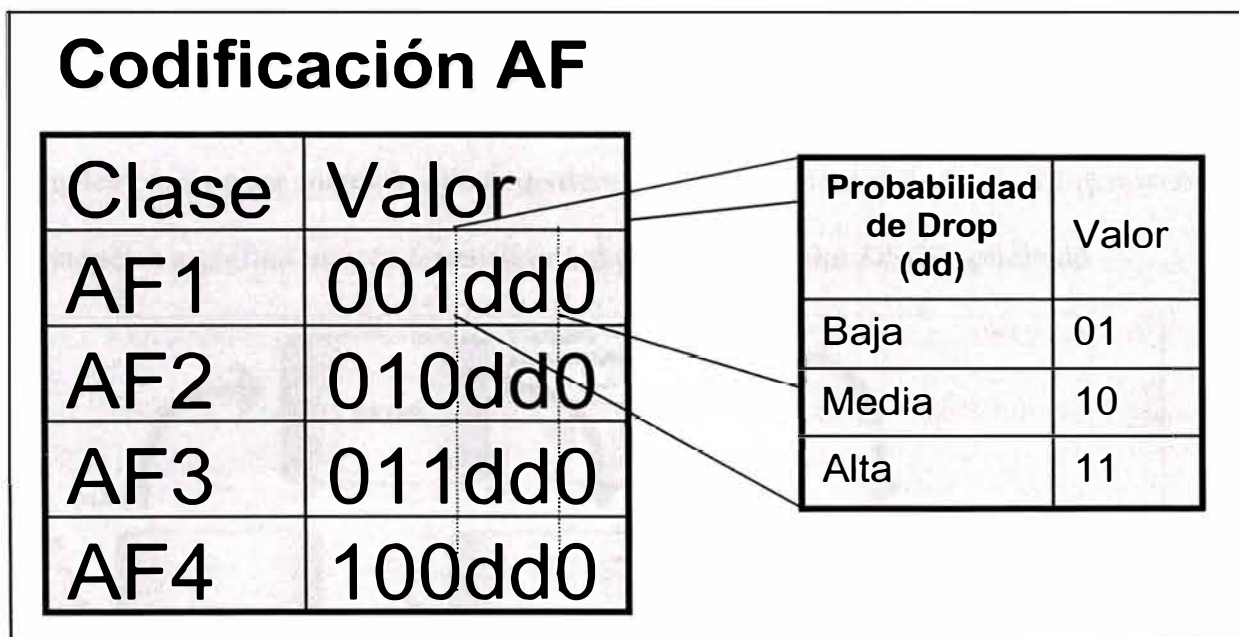 Codificación AF
Clase Valor
AF1 001dd0
AF2 010dd0
AF3 011dd0
AF4 100dd0
Probabilidad
de Drop
(dd)
Valor
Baja 01
Media 10
Alta 11